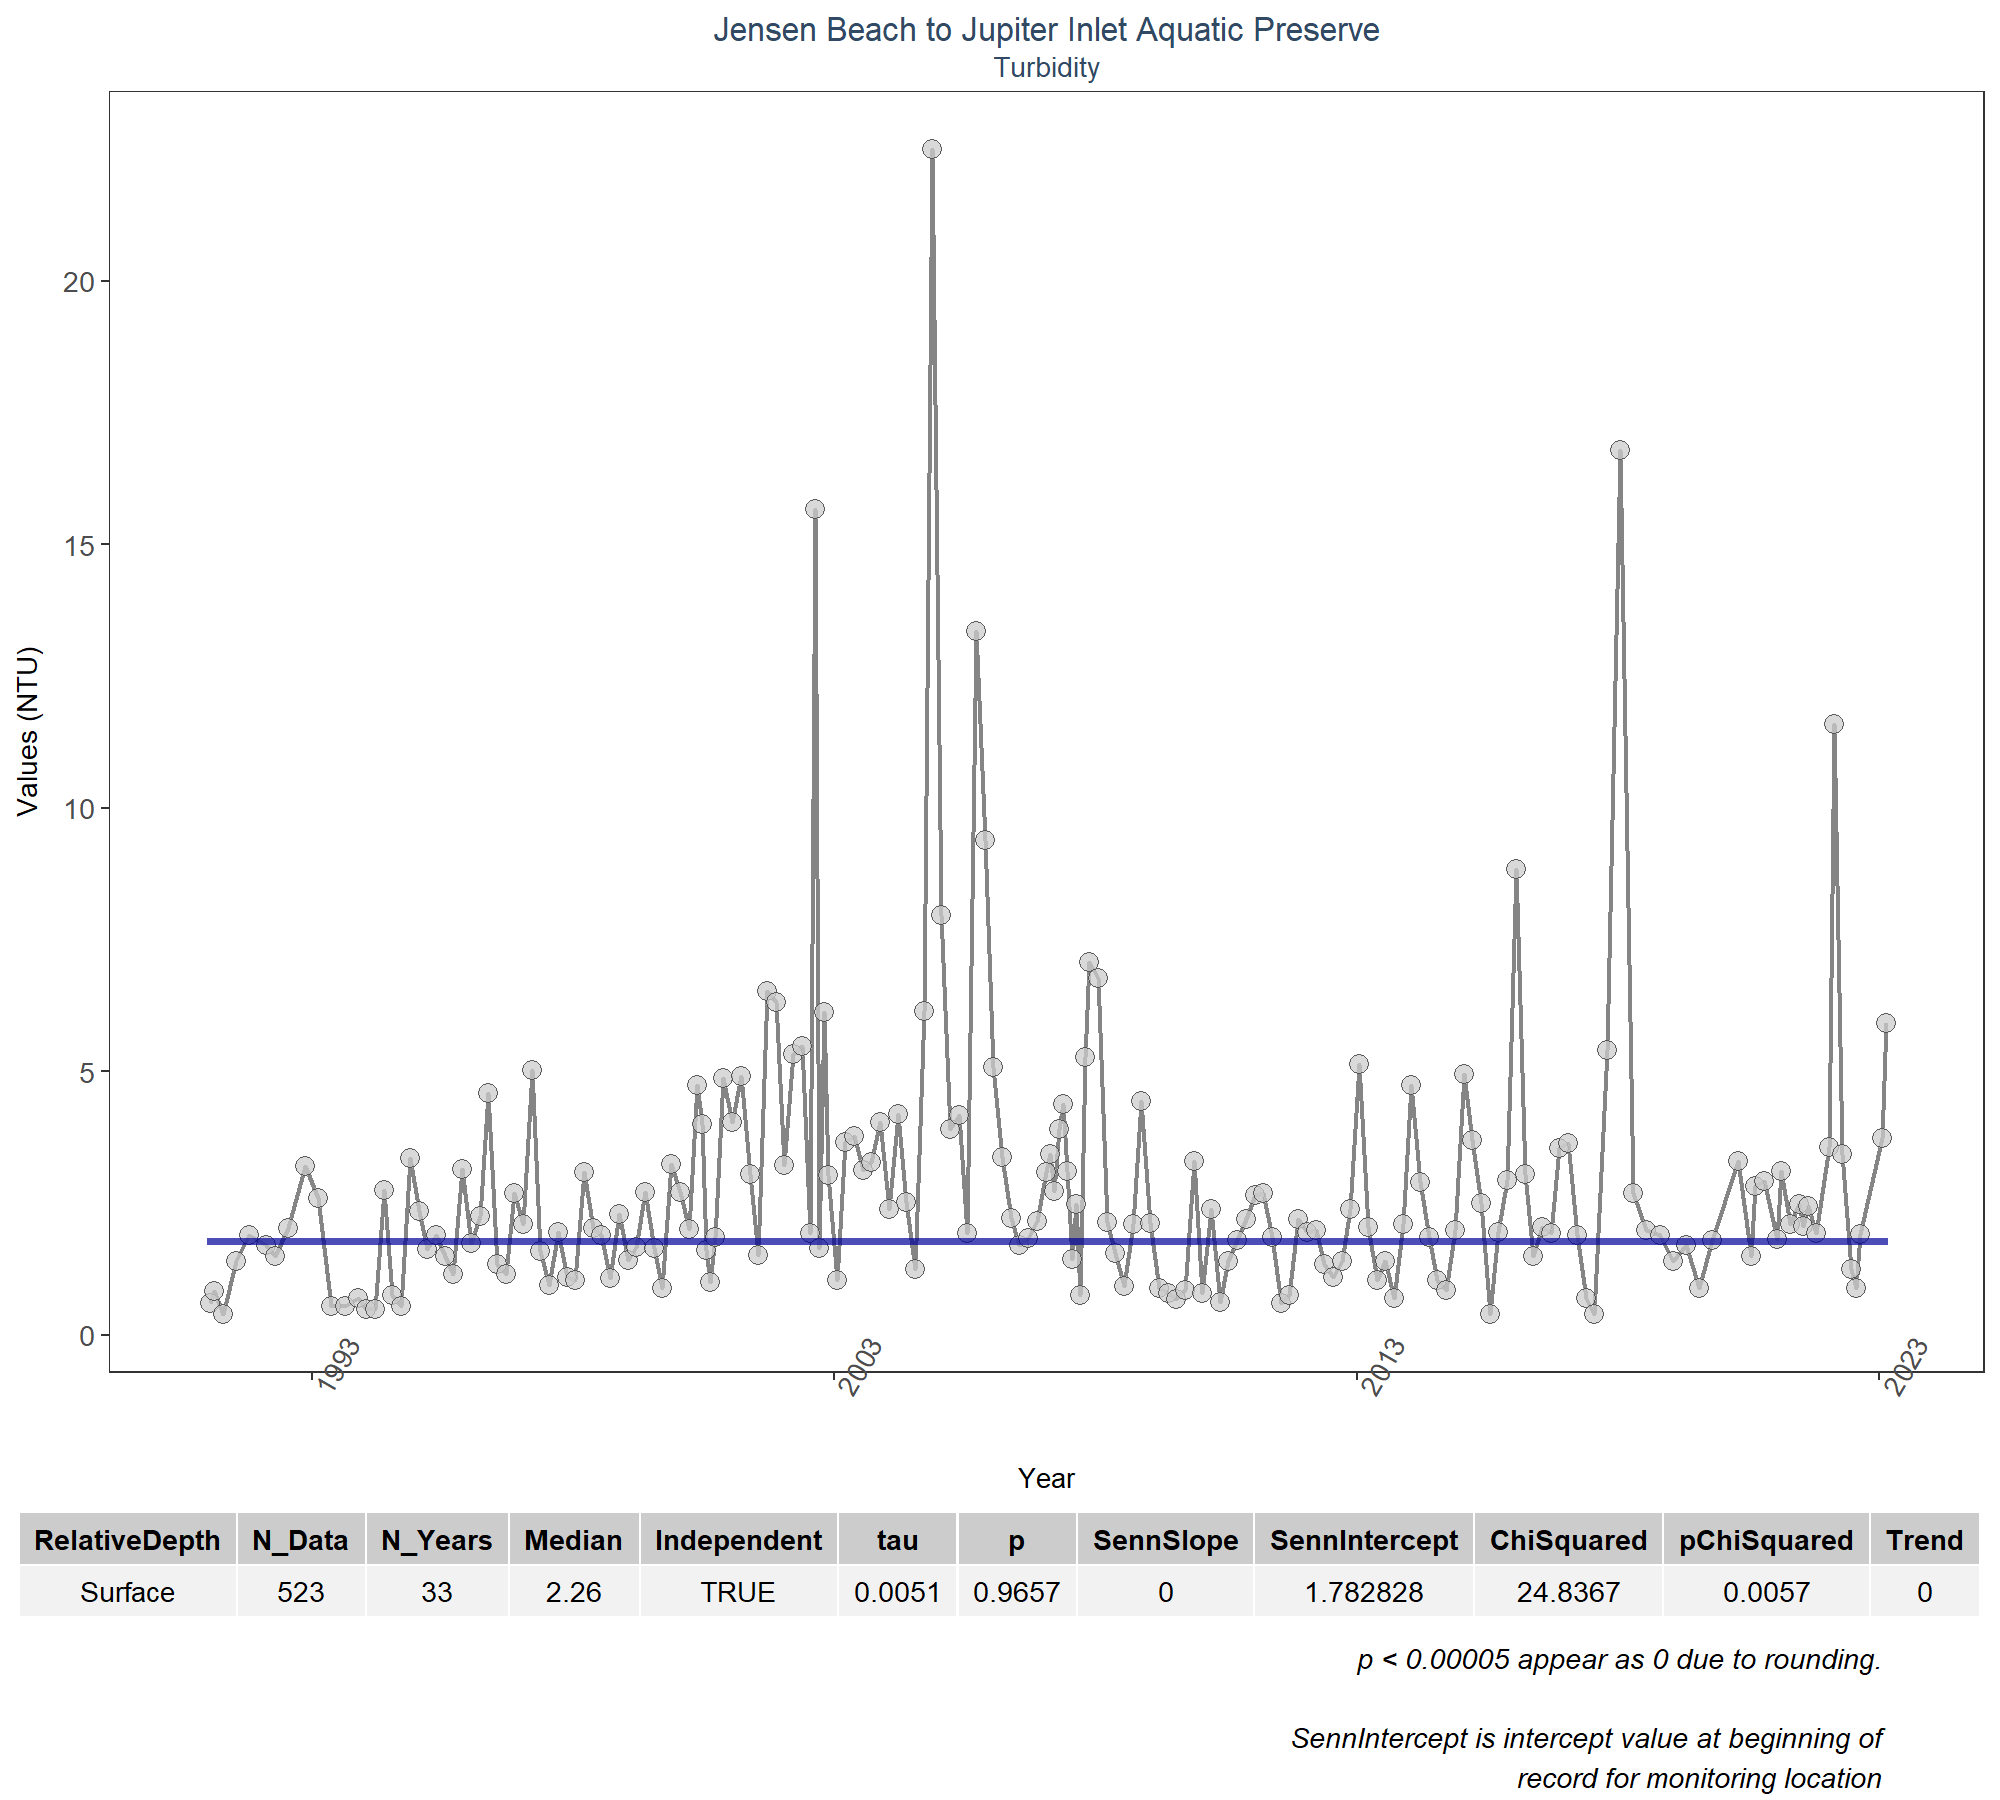 Jensen Beach to Jupiter Inlet Aquatic Preserve
Turbidity
Values (NTU)
20
15
10
5
0
1993
2003
2013
2023
Year
RelativeDepth N_Data N_Years Median Independent tau p SennSlope SennIntercept ChiSquared pChiSquared Trend
Surface 523 33 2.26 TRUE 0.0051 0.9657 0 1.782828 24.8367 0.0057 0
p < 0.00005 appear as 0 due to rounding.
SennIntercept is intercept value at beginning of
record for monitoring location